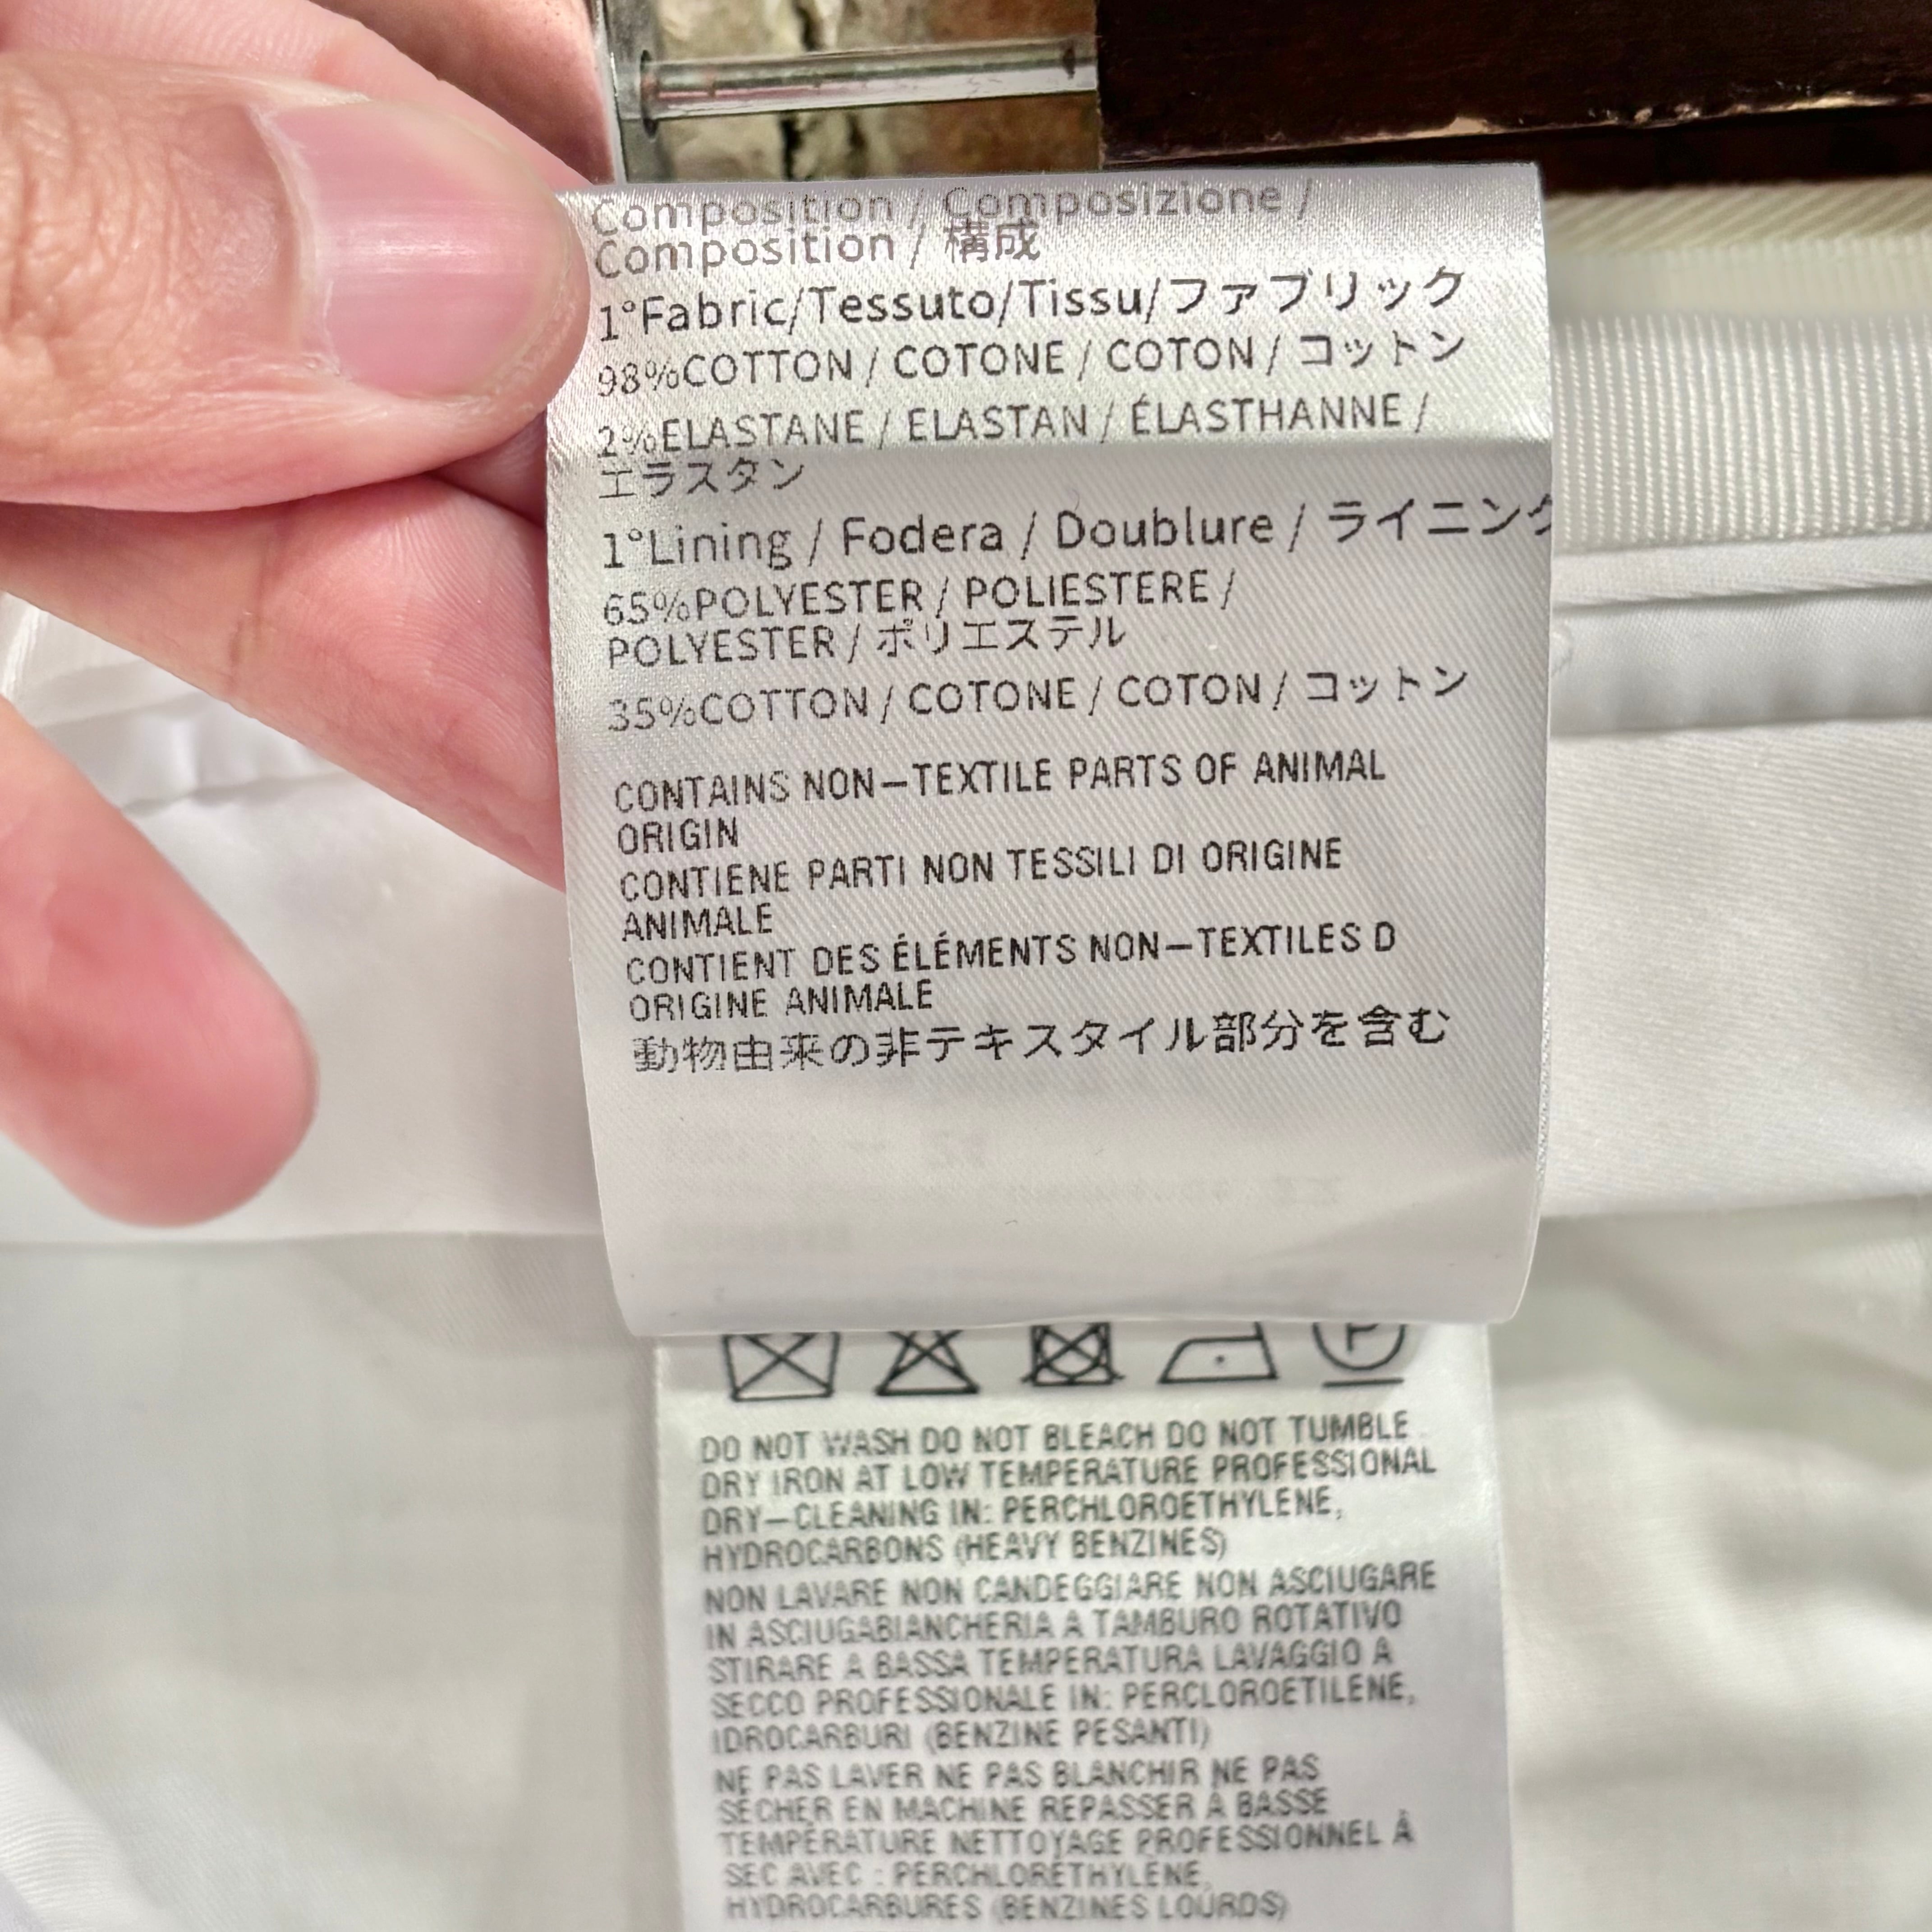 Composition / Composizione /
Composition / 構成
1°Fabric/Tessuto/Tissu/ファブリック
98%COTTON / COTONE / COTON / コットン
2%ELASTANE / ELASTAN / ÉLASTHANNE /
エラスタン
1°Lining / Fodera / Doublure / ライニング
65%POLYESTER / POLIESTERE /
POLYESTER / ポリエステル
35%COTTON / COTONE / COTON / コットン
CONTAINS NON–TEXTILE PARTS OF ANIMAL
ORIGIN
CONTIENE PARTI NON TESSILI DI ORIGINE
ANIMALE
CONTIENT DES ÉLÉMENTS NON–TEXTILES D
ORIGINE ANIMALE
動物由来の非テキスタイル部分を含む
P
DO NOT WASH DO NOT BLEACH DO NOT TUMBLE
DRY IRON AT LOW TEMPERATURE PROFESSIONAL
DRY–CLEANING IN: PERCHLOROETHYLENE,
HYDROCARBONS (HEAVY BENZINES)
NON LAVARE NON CANDEGGIARE NON ASCIUGARE
IN ASCIUGABIANCHERIA A TAMBURO ROTATIVO
STIRARE A BASSA TEMPERATURA LAVAGGIO A
SECCO PROFESSIONALE IN: PERCLOROETILENE,
IDROCARBURI (BENZINE PESANTI)
NE PAS LAVER NE PAS BLANCHIR NE PAS
SÉCHER EN MACHINE REPASSER À BASSE
TEMPÉRATURE NETTOYAGE PROFESSIONNEL À
SEC AVEC : PERCHLORÉTHYLÈNE,
HYDROCARBURES (BENZINES LOURDS)